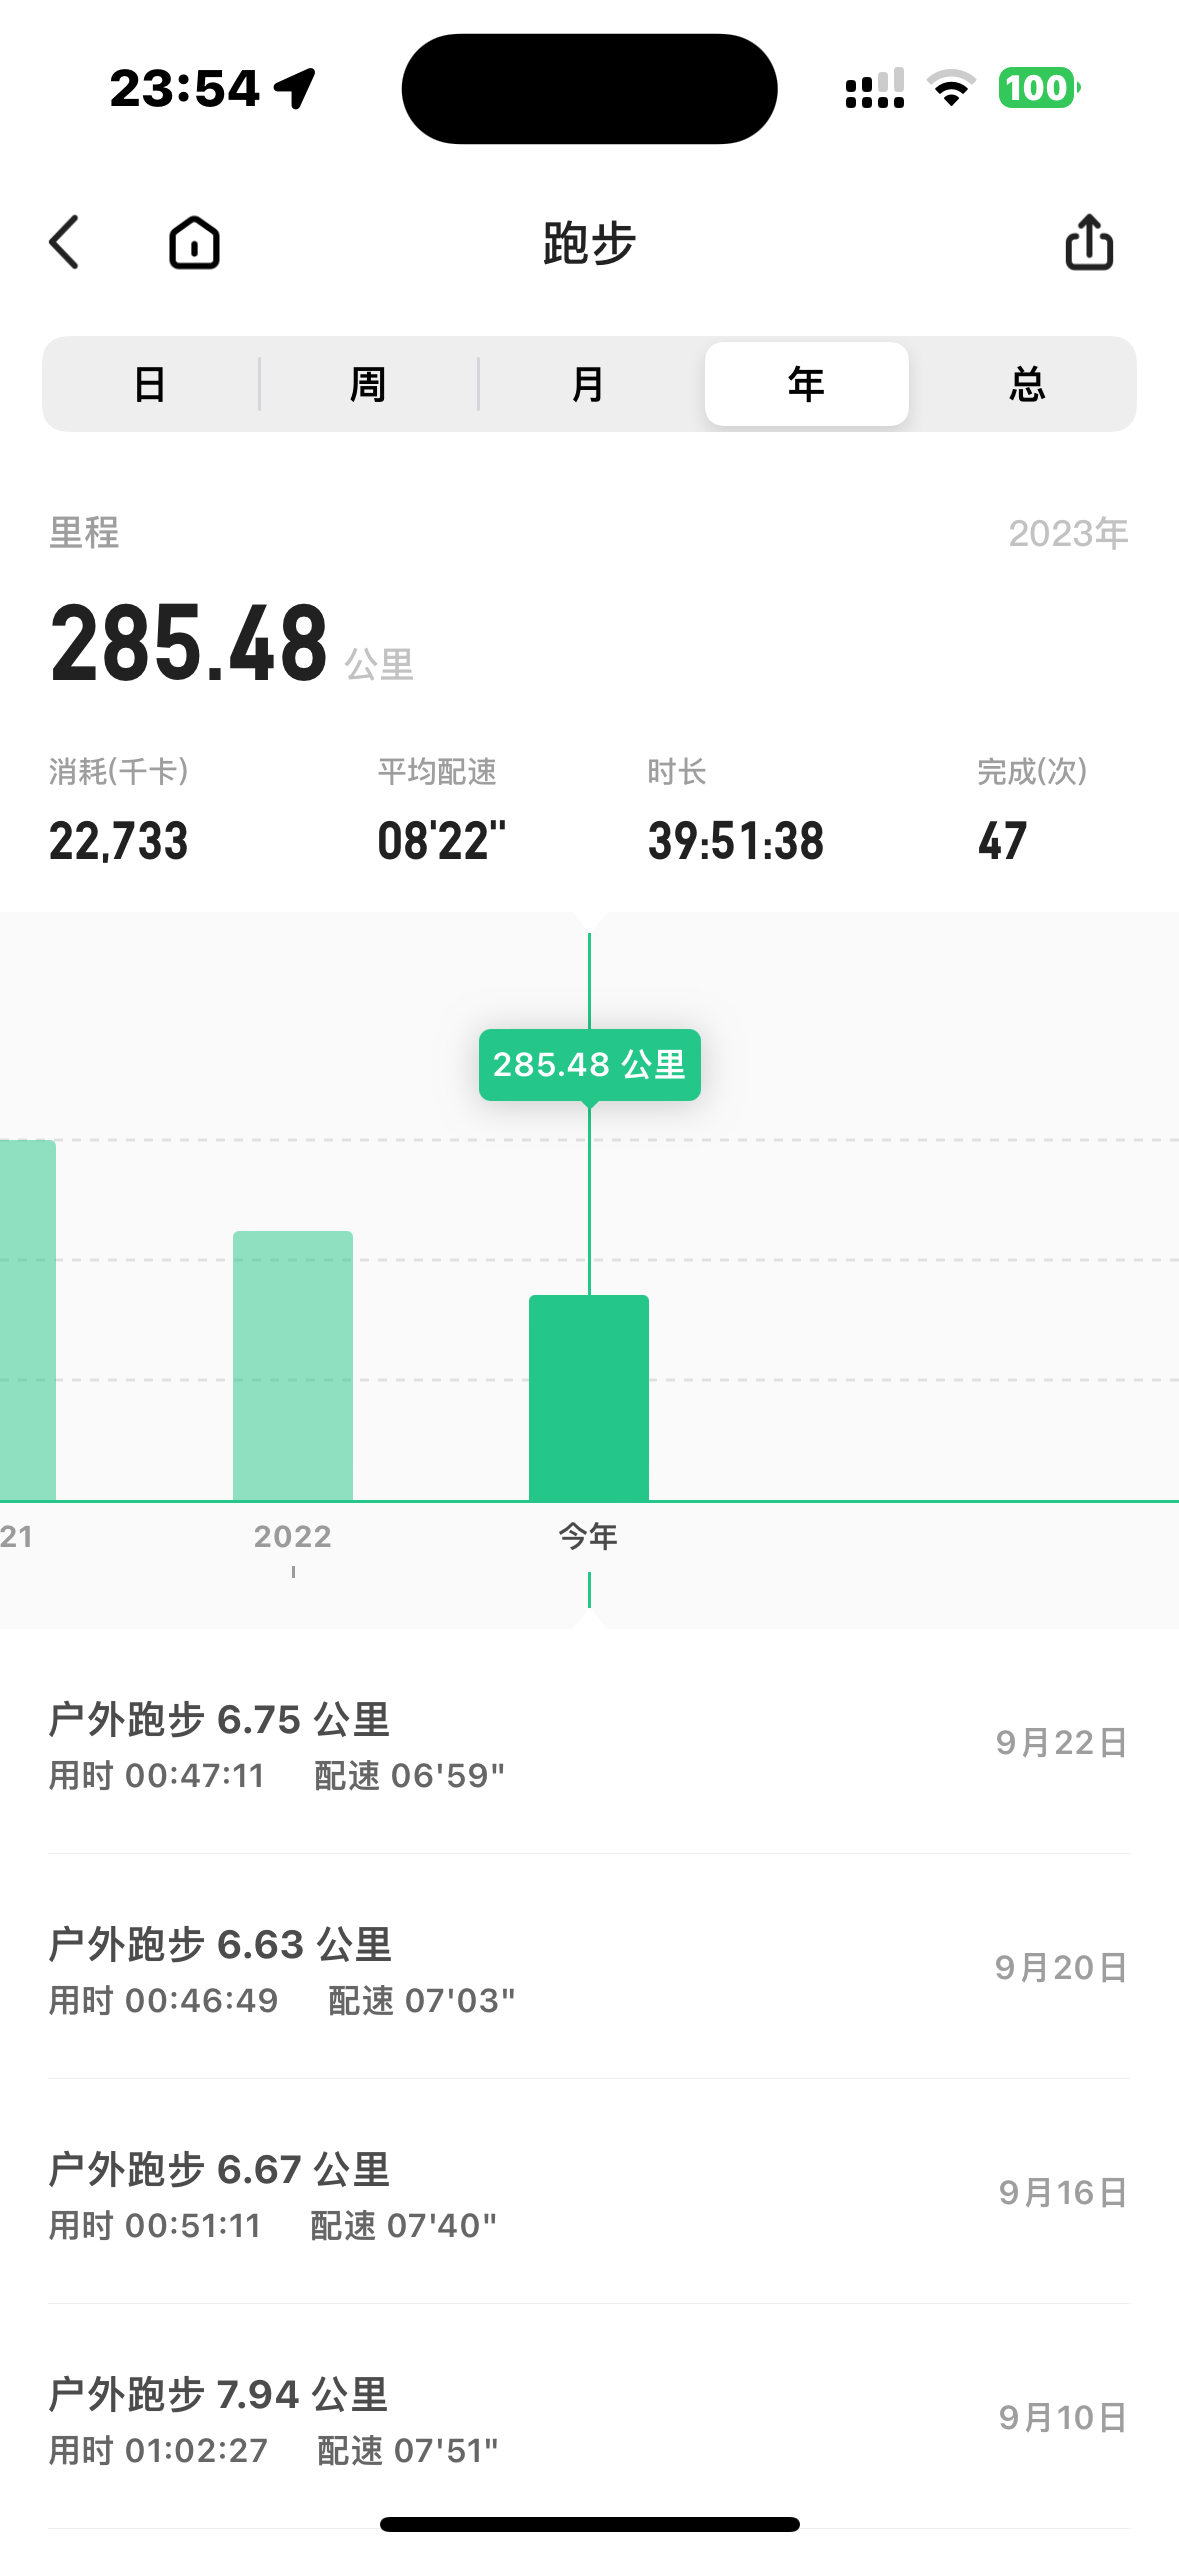 23:54
100
跑步
日 周 月 年 总
里程 2023年
285.48 公里
消耗(千卡) 平均配速 时长 完成(次)
22,733 08'22" 39:51:38 47
285.48 公里
21 2022 今年
户外跑步 6.75 公里
9月22日
用时 00:47:11 配速 06'59"
户外跑步 6.63 公里
9月20日
用时 00:46:49 配速 07'03"
户外跑步 6.67 公里
9月16日
用时 00:51:11 配速 07'40"
户外跑步 7.94 公里
9月10日
用时 01:02:27 配速 07'51"